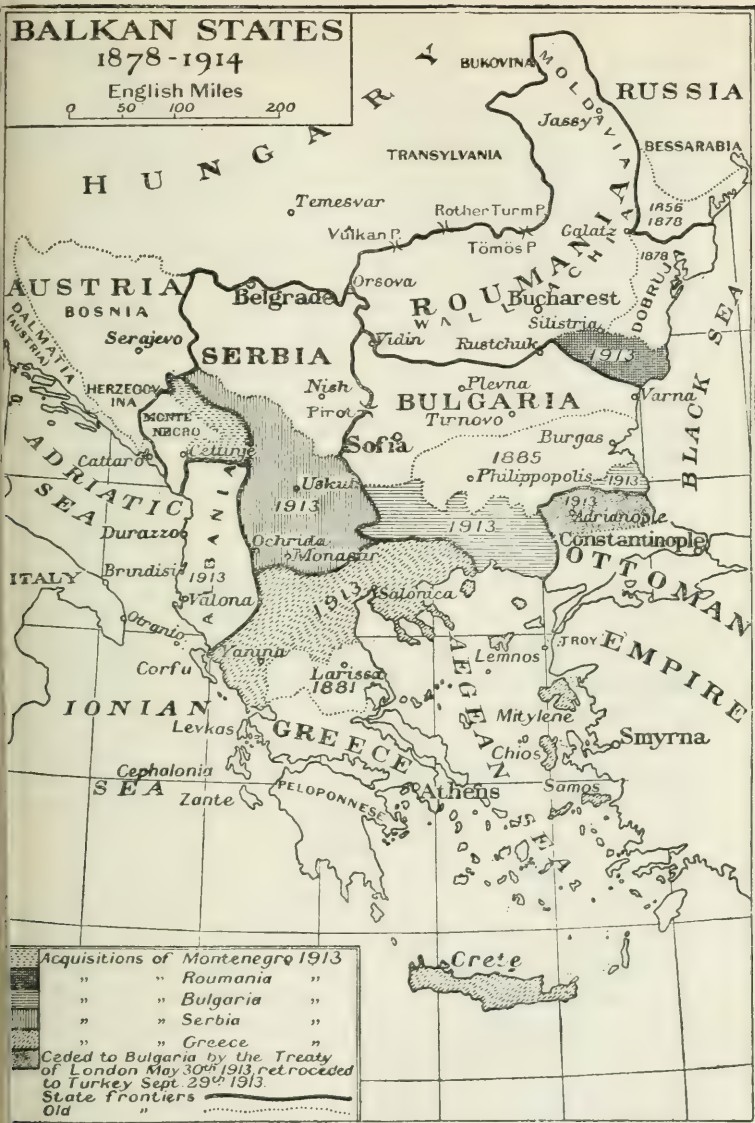 BALKAN STATES
1878-1914
English Miles
0 50 100 200
HUNGARY
BUKOVINA
MOLDAVIA
RUSSIA
Jassy
TRANSYLVANIA
BESSARABIA
Temesvar
Rother Turm P.
1856
1878
Vulkan P.
Tömös P.
Galatz
1878
AUSTRIA
Orsova
ROUMANIA
DOBRUJA
BOSNIA
Belgrade
Bucharest
WALLACHIA
DALMATIA
(AUSTRIA)
Serajevo
Silistria
SERBIA
Vidin
Rustchuk
1913
HERZEGOV
INA
Nish
Plevna
Varna
BLACK SEA
MONTE
NEGRO
Pirot
BULGARIA
Tirnovo
Cettinje
Sofia
Burgas
Cattaro
1885
ADRIATIC
SEA
Uskub
Philippopolis
1913
1913
1913
Adrianople
Durazzo
ALBANIA
Ochrida
1913
Constantinople
Monastir
OTTOMAN
EMPIRE
ITALY
Brindisi
1913
Valona
1913
Salonica
Otranto
TROY
Yanina
Lemnos
Corfu
Larissa
1881
AEGEAN
SEA
IONIAN
SEA
Mitylene
Levkas
GREECE
Chios
Smyrna
Cephalonia
Athens
Samos
Zante
PELOPONNESE
Crete
Acquisitions of Montenegro 1913
" " Roumania "
" " Bulgaria "
" " Serbia "
" " Greece "
Ceded to Bulgaria by the Treaty
of London May 30th 1913, retroceded
to Turkey Sept. 29th 1913.
State frontiers
Old "